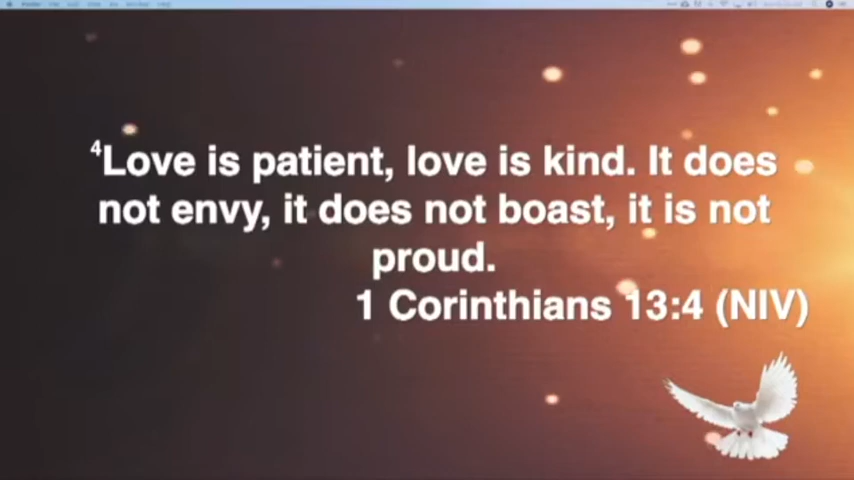 ⁴Love is patient, love is kind. It does
not envy, it does not boast, it is not
proud.
1 Corinthians 13:4 (NIV)